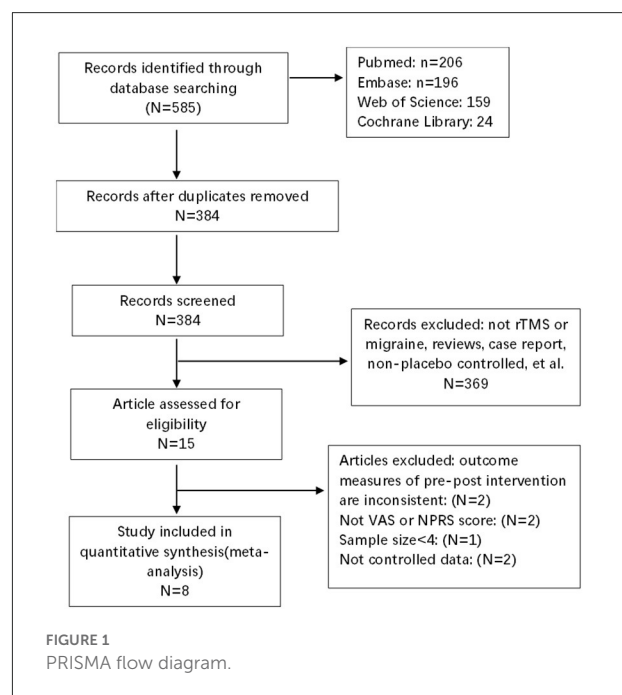 Records identified through
database searching
(N=585)
Pubmed: n=206
Embase: n=196
Web of Science: 159
Cochrane Library: 24
Records after duplicates removed
N=384
Records screened
N=384
Records excluded: not rTMS or
migraine, reviews, case report,
non-placebo controlled, et al.
N=369
Article assessed for
eligibility
N=15
Articles excluded: outcome
measures of pre-post intervention
are inconsistent: (N=2)
Not VAS or NPRS score: (N=2)
Sample size<4: (N=1)
Not controlled data: (N=2)
Study included in
quantitative synthesis(meta-
analysis)
N=8
FIGURE 1
PRISMA flow diagram.